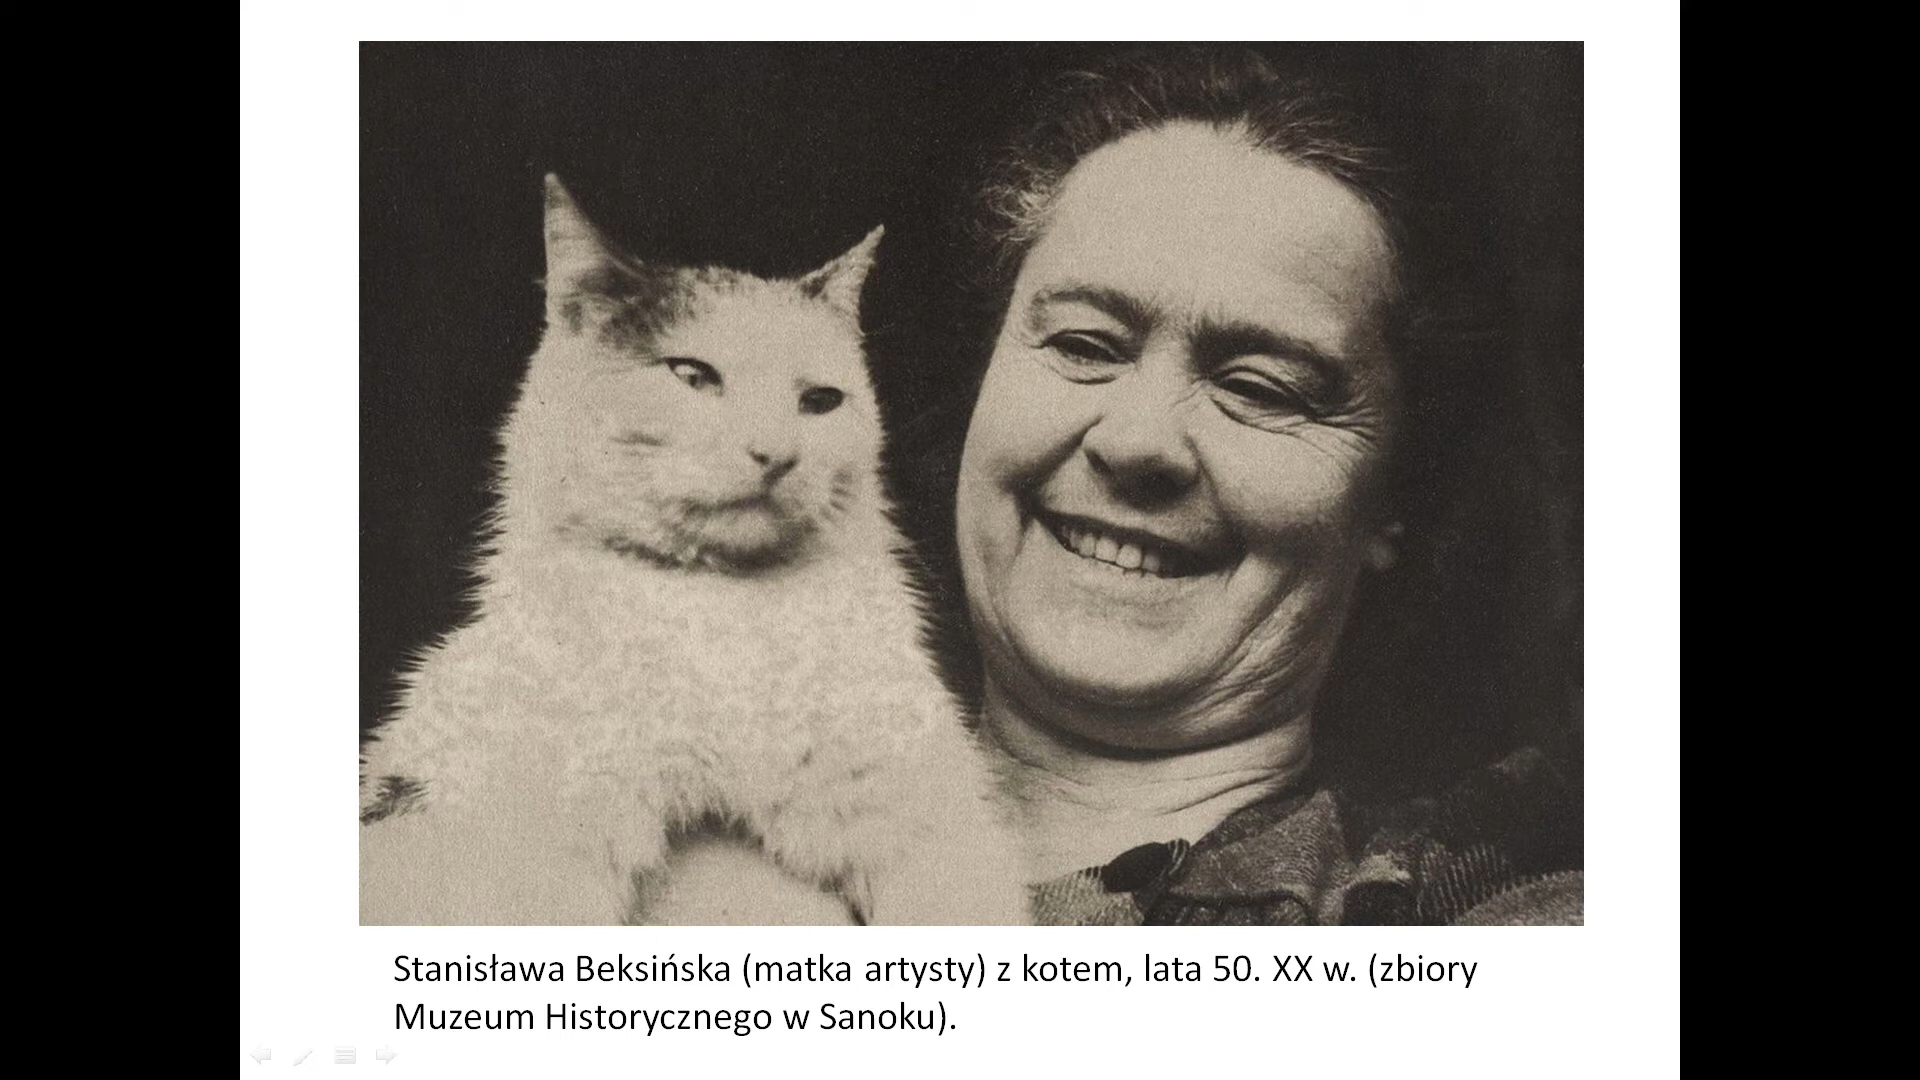 Stanisława Beksińska (matka artysty) z kotem, lata 50. XX w. (zbiory
Muzeum Historycznego w Sanoku).